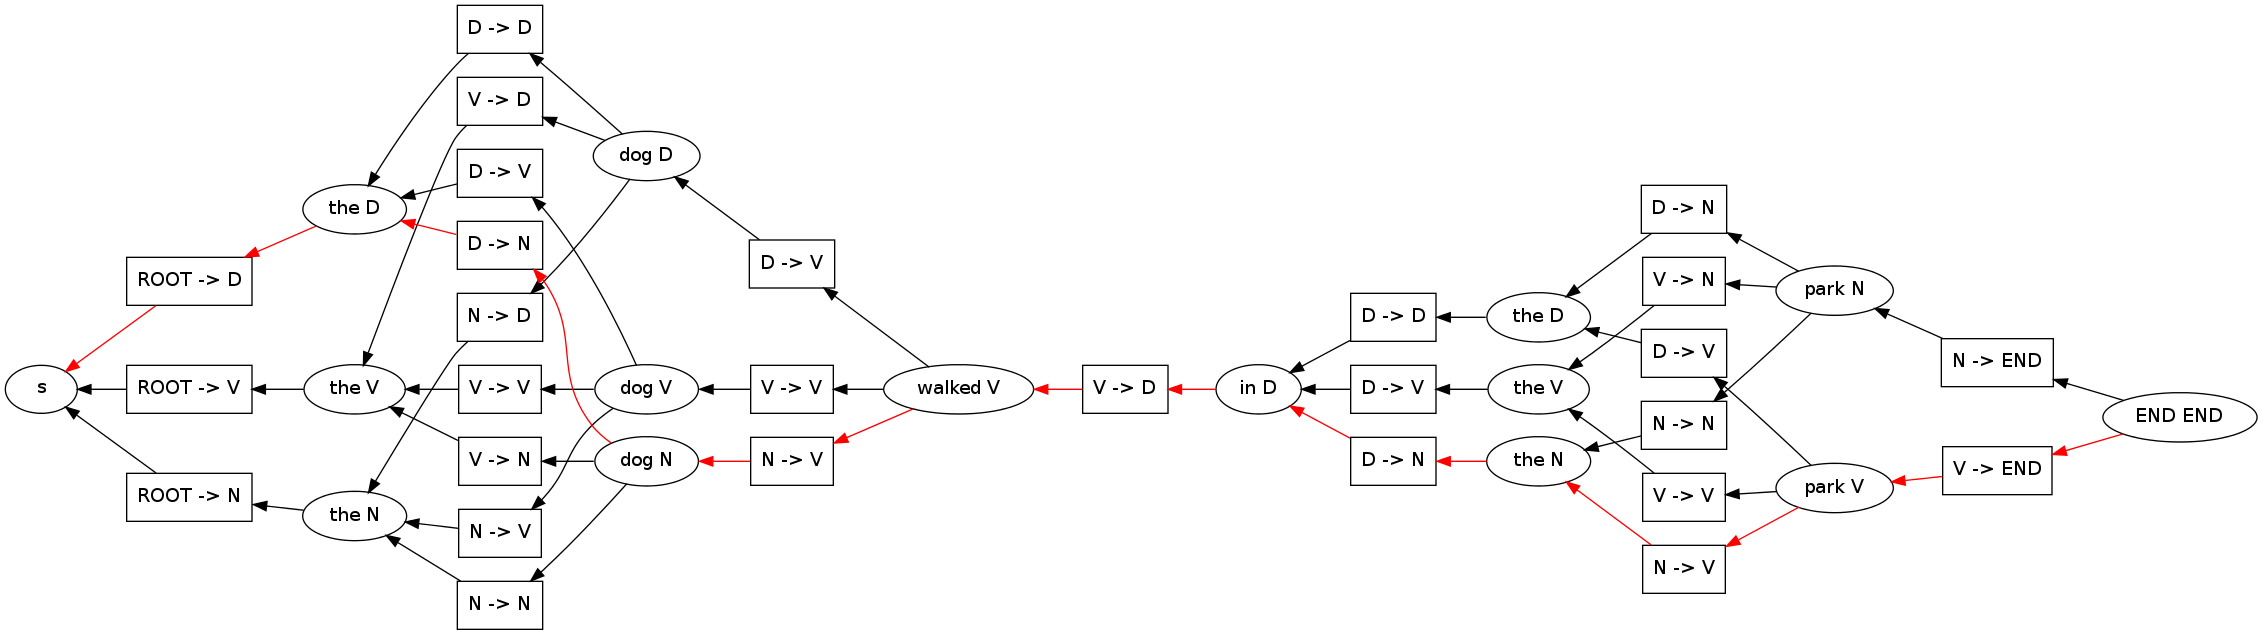 s
ROOT -> D
ROOT -> V
ROOT -> N
the D
the V
the N
D -> D
V -> D
D -> V
D -> N
N -> D
V -> V
V -> N
N -> V
N -> N
dog D
dog V
dog N
D -> V
V -> V
N -> V
walked V
V -> D
in D
D -> D
D -> V
D -> N
the D
the V
the N
D -> N
V -> N
D -> V
N -> N
V -> V
N -> V
park N
park V
N -> END
V -> END
END END